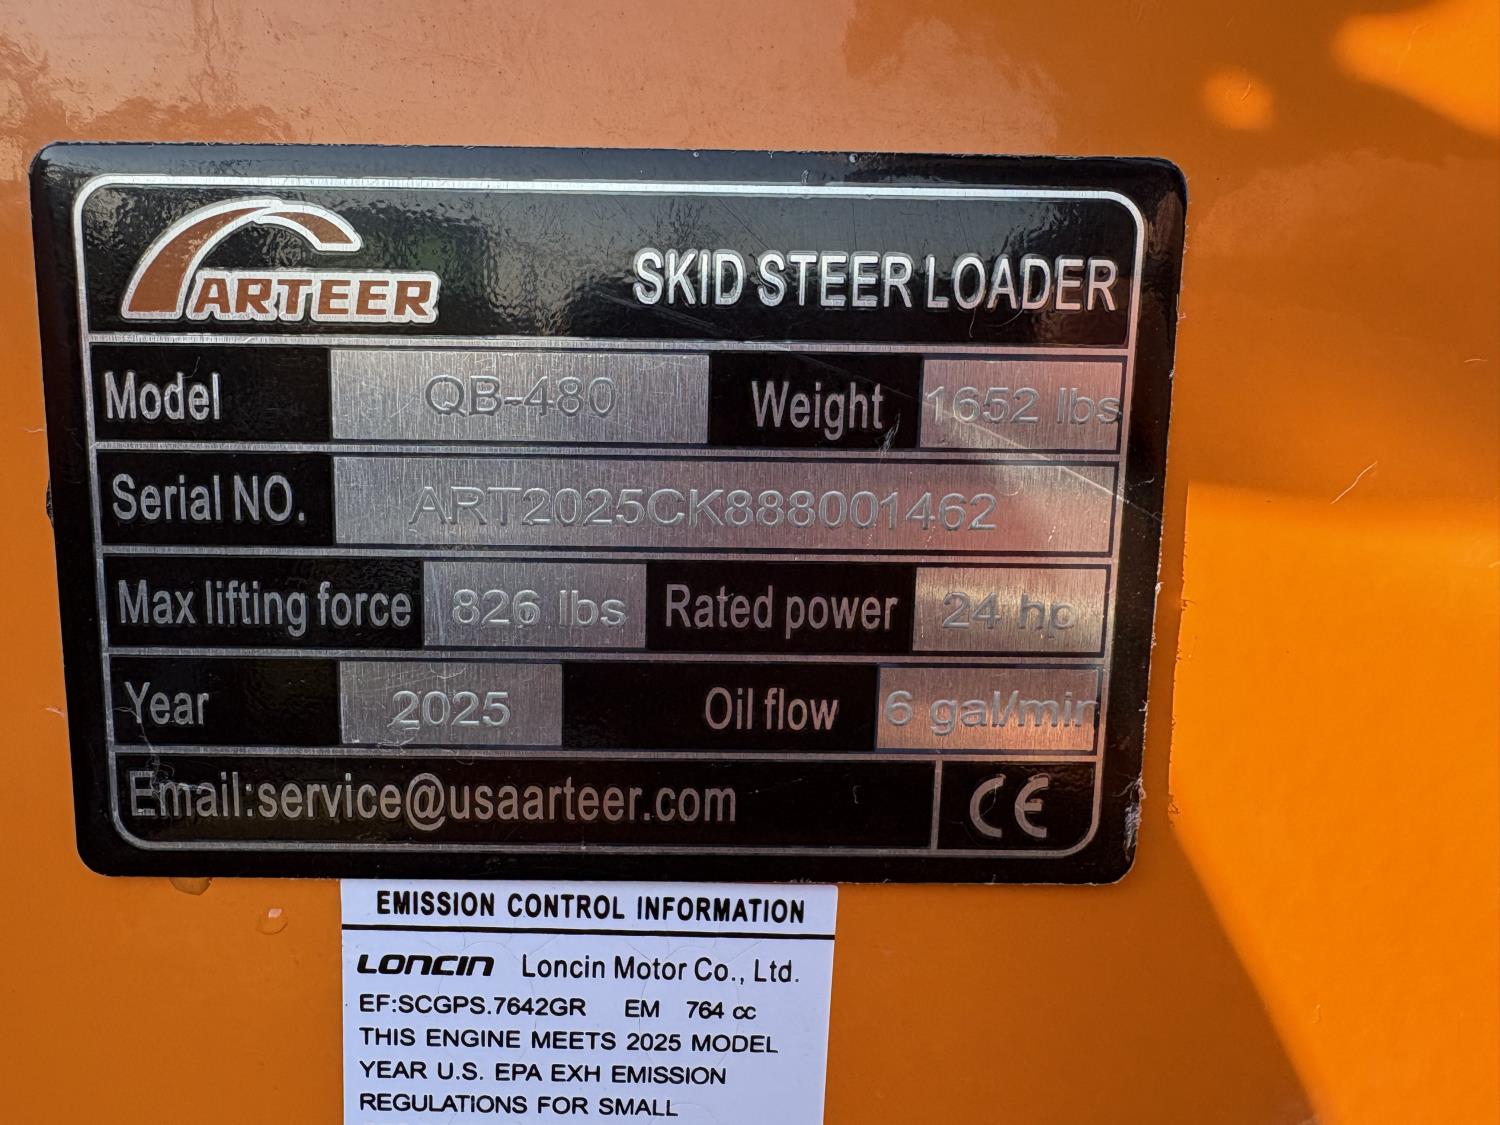 ARTEER
SKID STEER LOADER
Model QB-480 Weight 1652 lbs
Serial NO. ART2025CK888001462
Max lifting force 826 lbs Rated power 24 hp
Year 2025 Oil flow 6 gal/min
Email:service@usaarteer.com CE
EMISSION CONTROL INFORMATION
LONCIN Loncin Motor Co., Ltd.
EF:SCGPS.7642GR EM 764 cc
THIS ENGINE MEETS 2025 MODEL
YEAR U.S. EPA EXH EMISSION
REGULATIONS FOR SMALL